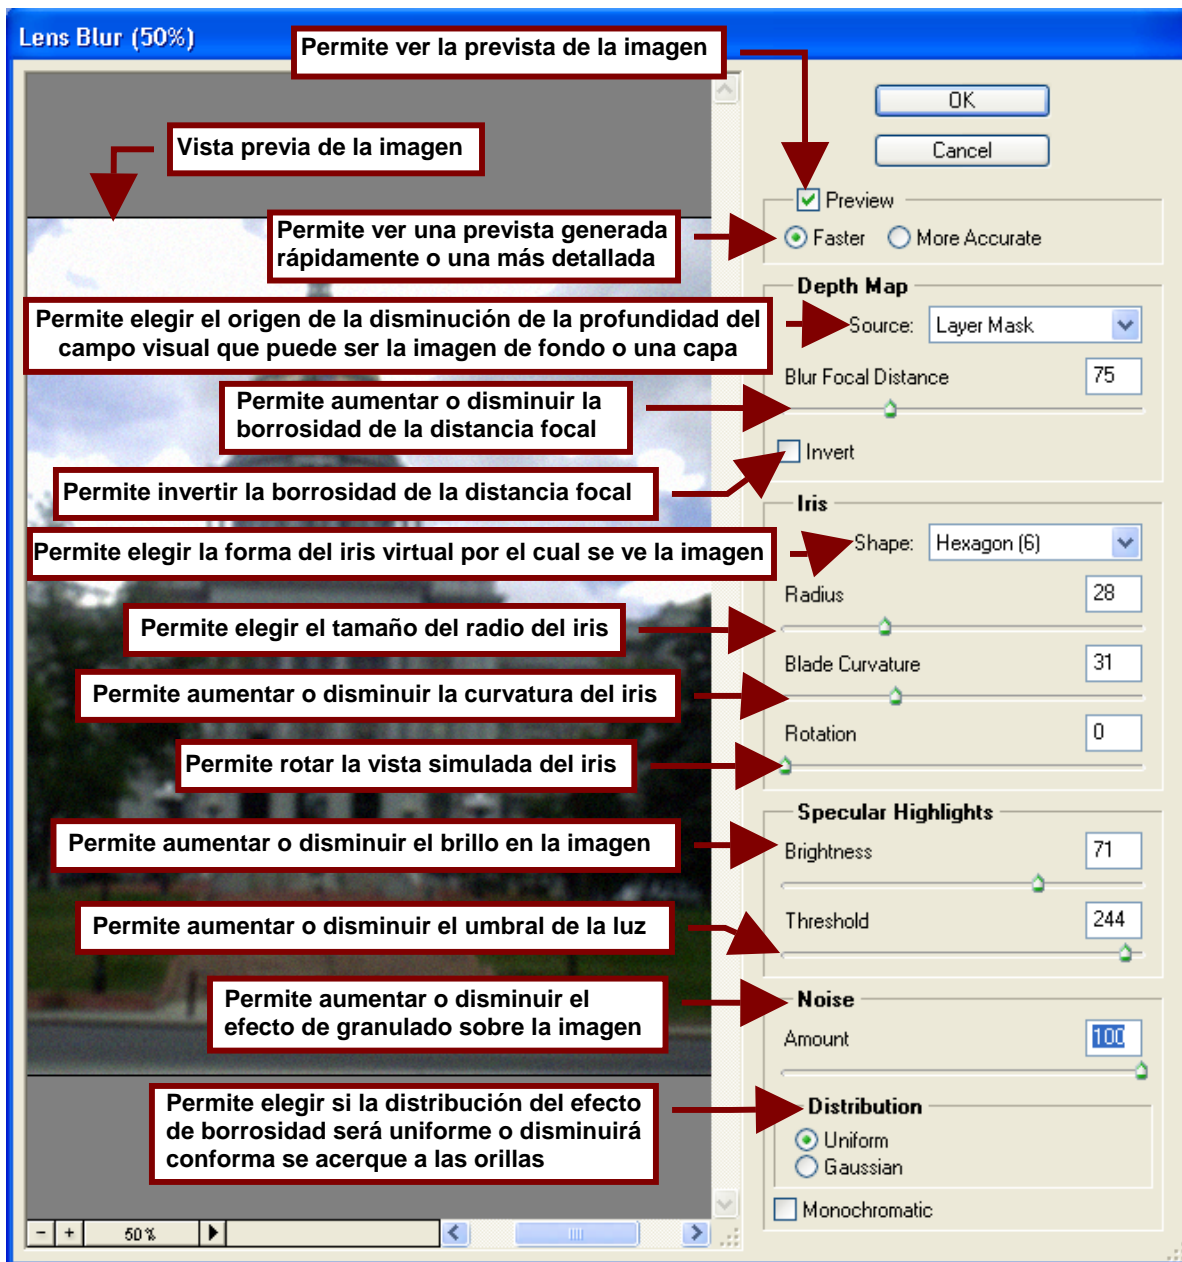 Lens Blur (50%)
Permite ver la prevista de la imagen
OK
Vista previa de la imagen
Cancel
Preview
Permite ver una prevista generada
rápidamente o una más detallada
Faster
More Accurate
Depth Map
Permite elegir el origen de la disminución de la profundidad del
campo visual que puede ser la imagen de fondo o una capa
Source:
Layer Mask
Blur Focal Distance
75
Permite aumentar o disminuir la
borrosidad de la distancia focal
Invert
Permite invertir la borrosidad de la distancia focal
Iris
Permite elegir la forma del iris virtual por el cual se ve la imagen
Shape:
Hexagon (6)
Radius
28
Permite elegir el tamaño del radio del iris
Blade Curvature
31
Permite aumentar o disminuir la curvatura del iris
Rotation
0
Permite rotar la vista simulada del iris
Specular Highlights
Permite aumentar o disminuir el brillo en la imagen
Brightness
71
Permite aumentar o disminuir el umbral de la luz
Threshold
244
Permite aumentar o disminuir el
efecto de granulado sobre la imagen
Noise
Amount
100
Permite elegir si la distribución del efecto
de borrosidad será uniforme o disminuirá
conforma se acerque a las orillas
Distribution
Uniform
Gaussian
Monochromatic
- + 50%